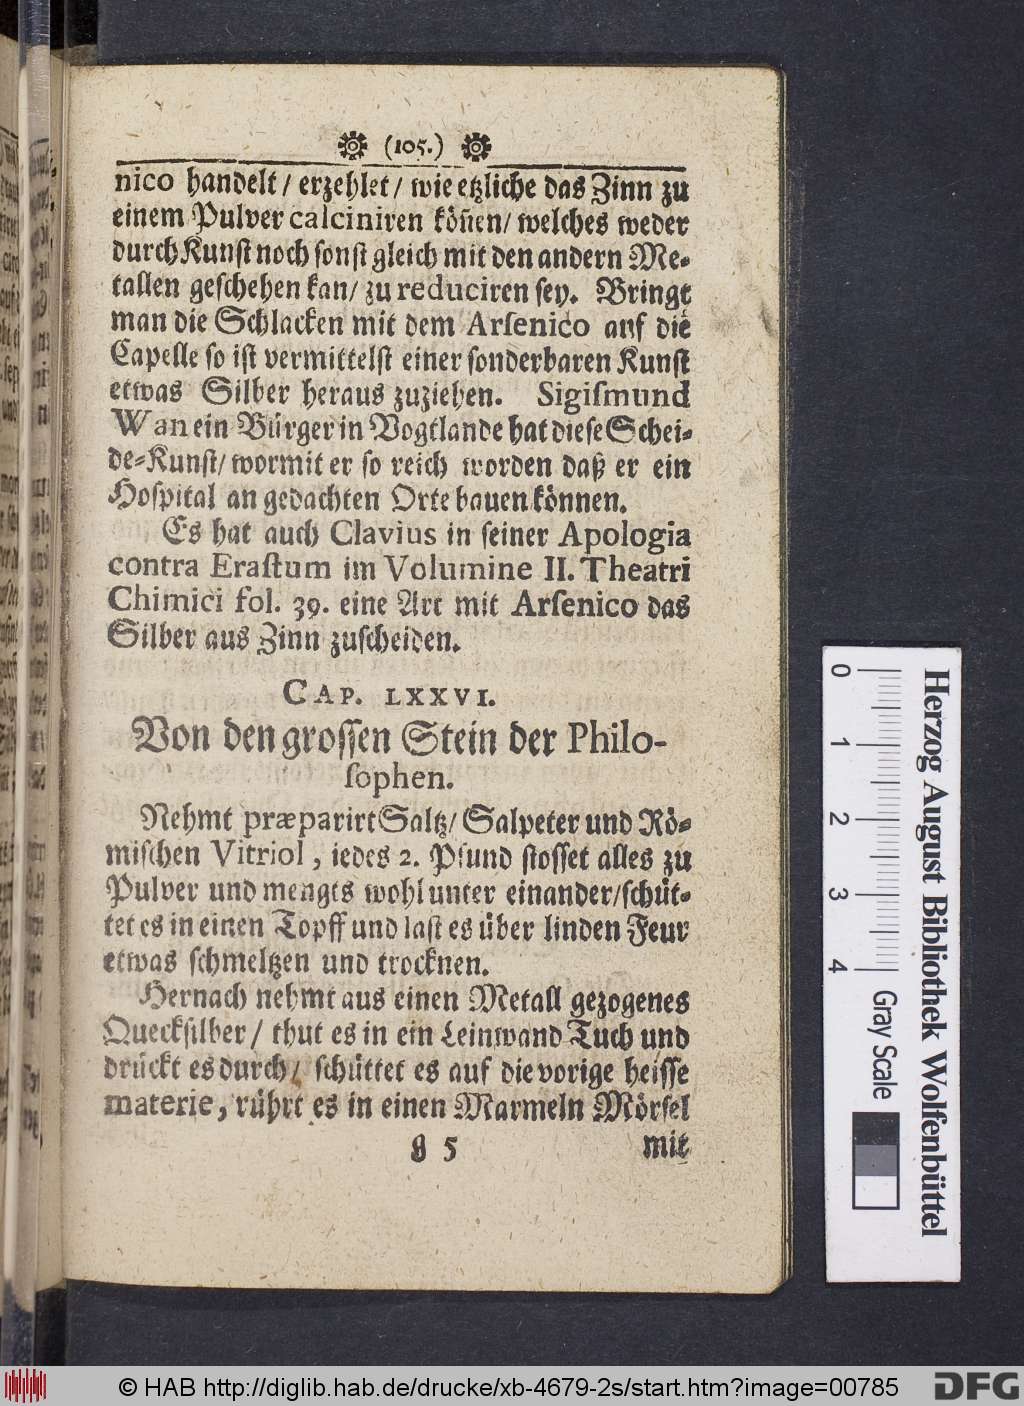 (105.)
nico handelt / erzehlet / wie etzliche das Zinn zu
einem Pulver calciniren kön̄en / welches weder
durch Kunst noch sonst gleich mit den andern Me-
tallen geschehen kan / zu reduciren sey. Bringt
man die Schlacken mit dem Arſenico auf die
Capelle so ist vermittelst einer sonderbaren Kunst
etwas Silber heraus zuziehen. Sigiſmund
Wan ein Bürger in Vogtlande hat diese Schei-
de-Kunst / wormit er so reich worden daß er ein
Hospital an gedachten Orte bauen können.
Es hat auch Clavius in seiner Apologia
contra Eraſtum im Volumine II. Theatri
Chimici fol. 39. eine Art mit Arſenico das
Silber aus Zinn zuscheiden.
CAP. LXXVI.
Von den grossen Stein der Philo-
ſophen.
Nehmt præparirt Saltz / Salpeter und Rö-
mischen Vitriol, iedes 2. Pfund stosset alles zu
Pulver und mengts wohl unter einander / schüt-
tet es in einen Topff und last es über linden Feur
etwas schmeltzen und trocknen.
Hernach nehmt aus einen Metall gezogenes
Quecksilber / thut es in ein Leinwand Tuch und
drückt es durch / schüttet es auf die vorige heisse
materie, rührt es in einen Marmeln Mörsel
g 5 mit
0 1 2 3 4
Gray Scale
Herzog August Bibliothek Wolfenbüttel
© HAB http://diglib.hab.de/drucke/xb-4679-2s/start.htm?image=00785
DFG